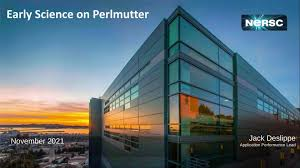 Early Science on Perlmutter
NERSC
November 2021
Jack Deslippe
Application Performance Lead